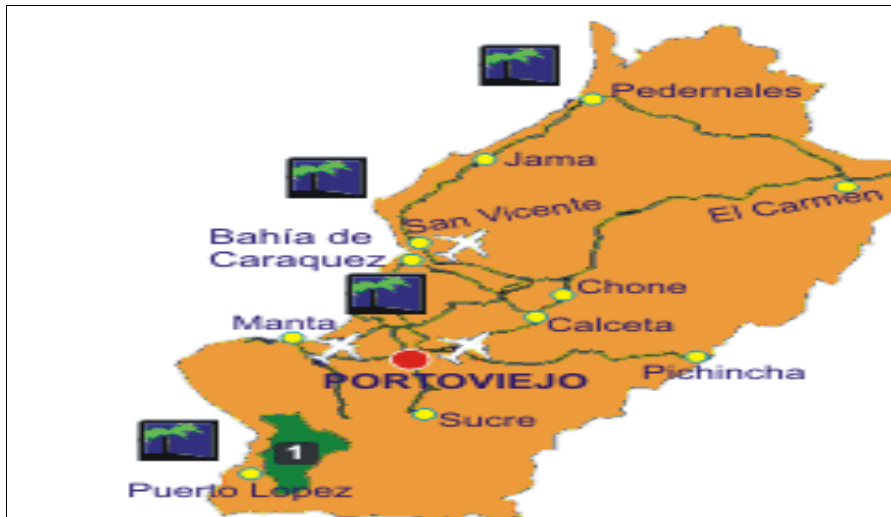 Pedernales
Jama
El Carmen
San Vicente
Bahía de
Caraquez
Chone
Manta
Calceta
PORTOVIEJO
Pichincha
Sucre
1
Puerto Lopez